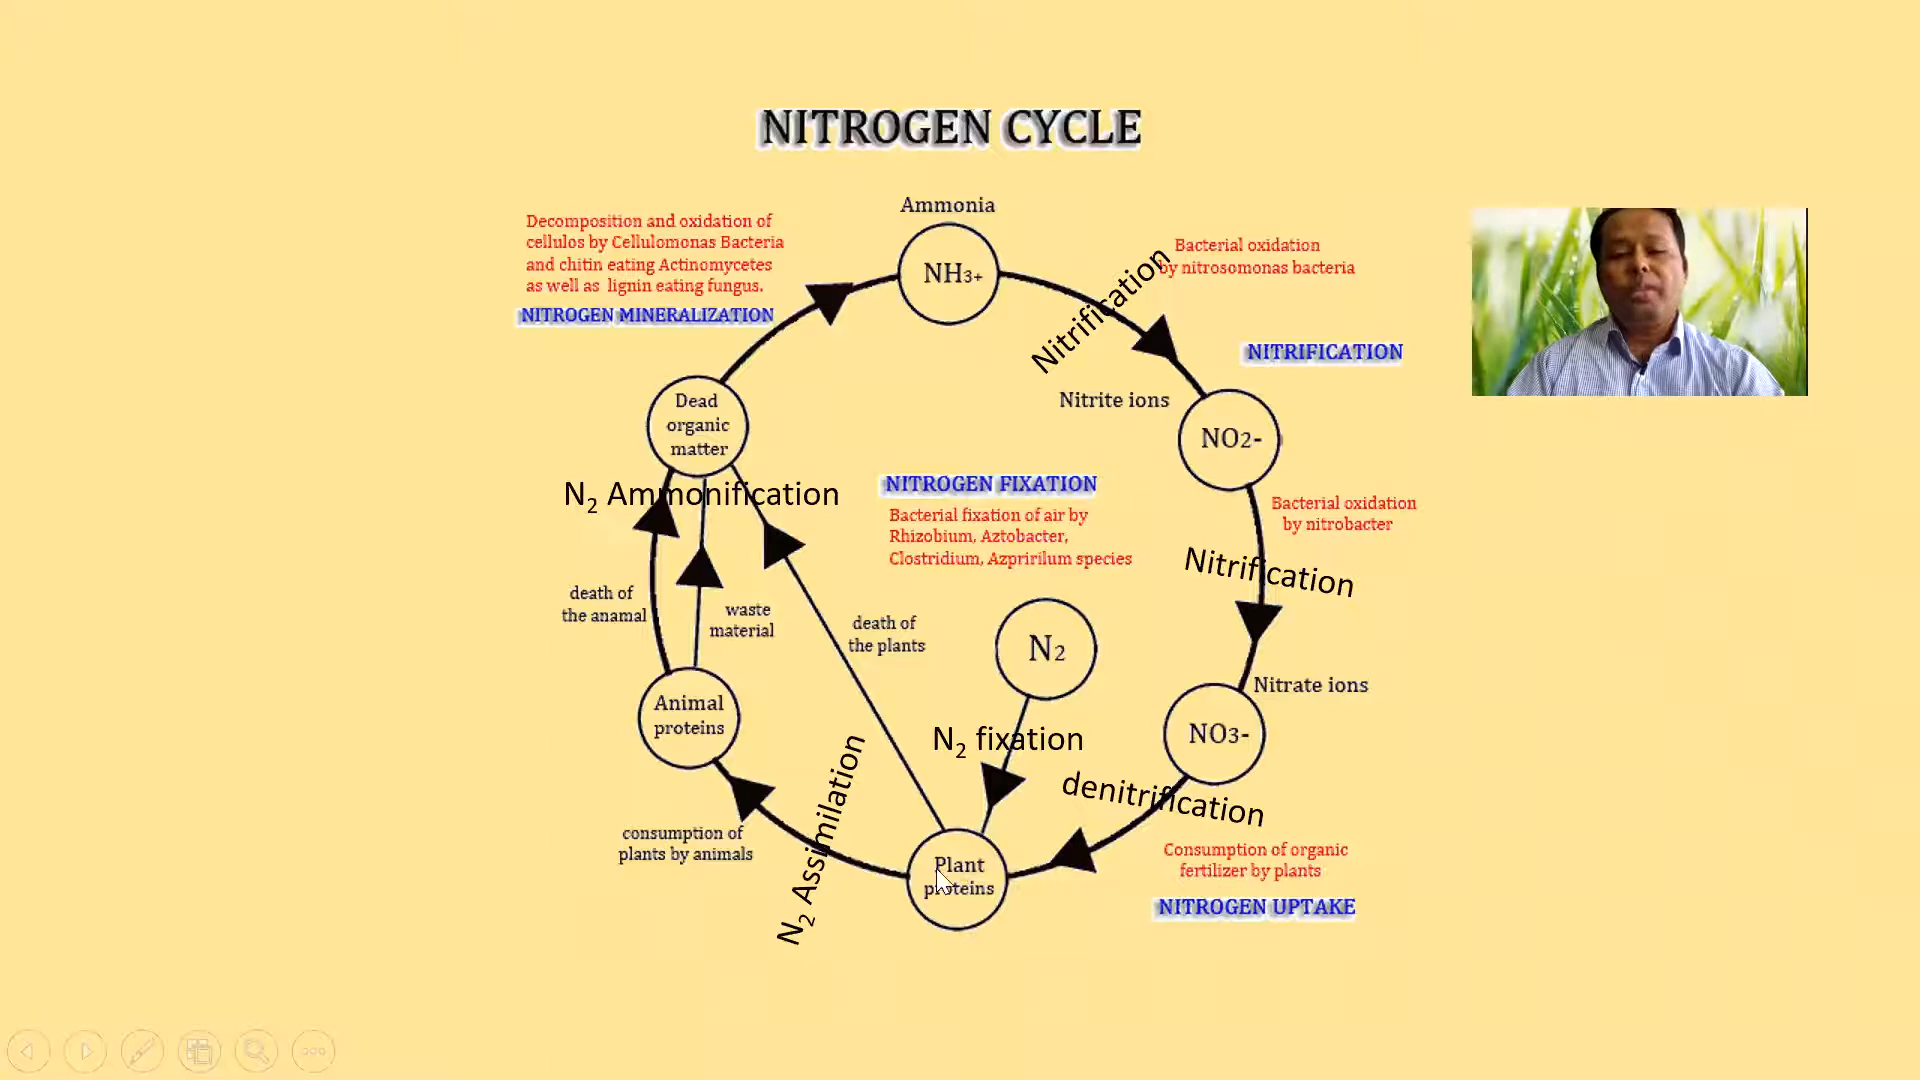 NITROGEN CYCLE
Ammonia
NH3+
Decomposition and oxidation of
cellulos by Cellulomonas Bacteria
and chitin eating Actinomycetes
as well as lignin eating fungus.
NITROGEN MINERALIZATION
Nitrification
Bacterial oxidation
by nitrosomonas bacteria
NITRIFICATION
Nitrite ions
NO2-
Dead
organic
matter
N2 Ammonification
NITROGEN FIXATION
Bacterial fixation of air by
Rhizobium, Aztobacter,
Clostridium, Azpririlum species
Bacterial oxidation
by nitrobacter
Nitrification
death of
the anamal
waste
material
death of
the plants
N2
Nitrate ions
NO3-
Animal
proteins
N2 fixation
denitrification
N2 Assimilation
consumption of
plants by animals
Plant
proteins
Consumption of organic
fertilizer by plants
NITROGEN UPTAKE